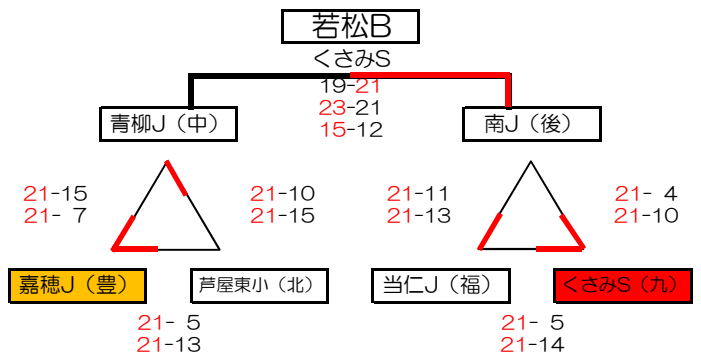 若松B
くさみS
19-21
23-21
15-12
青柳J（中）
南J（後）
21-15
21- 7
21-10
21-15
21-11
21-13
21- 4
21-10
嘉穂J（豊）
芦屋東小（北）
当仁J（福）
くさみS（九）
21- 5
21-13
21- 5
21-14